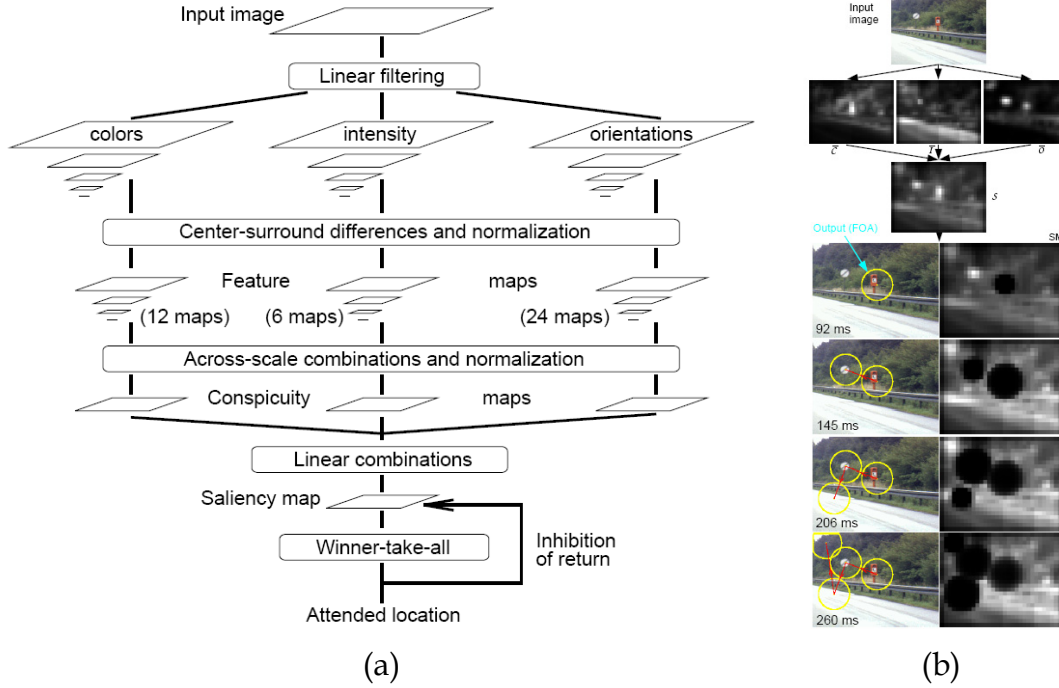 Input image
Linear filtering
colors
intensity
orientations
Center-surround differences and normalization
Feature
maps
(12 maps)
(6 maps)
(24 maps)
Across-scale combinations and normalization
Conspicuity
maps
Linear combinations
Saliency map
Winner-take-all
Inhibition
of return
Attended location
(a)
Input
image
C̄
Ī
Ō
S
SM
Output (FOA)
92 ms
145 ms
206 ms
260 ms
(b)